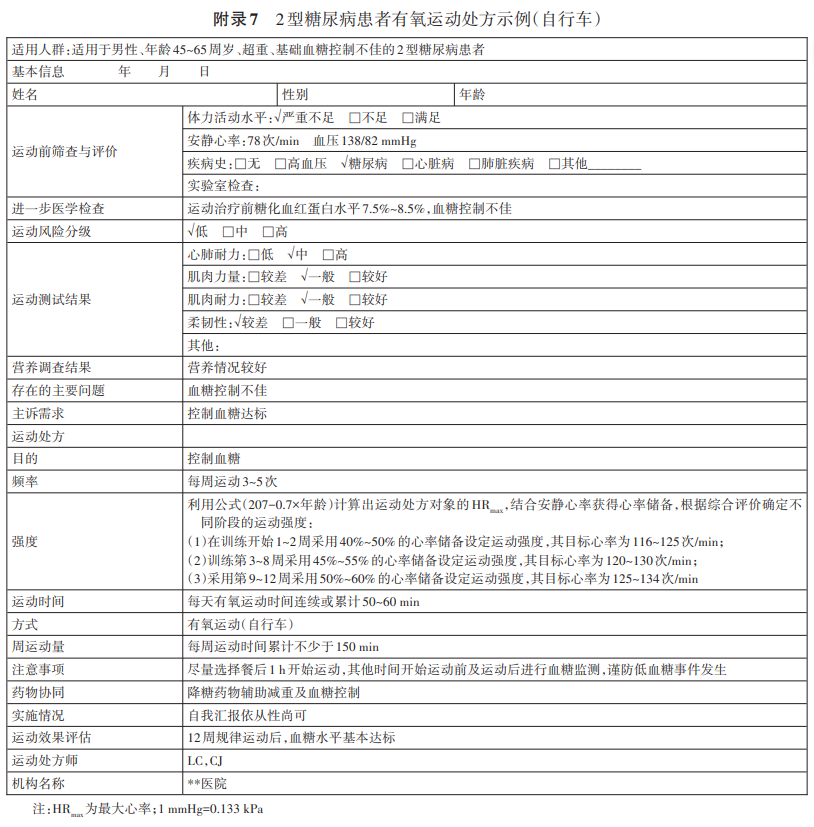 附录7 2型糖尿病患者有氧运动处方示例(自行车)
适用人群:适用于男性、年龄45~65周岁、超重、基础血糖控制不佳的2型糖尿病患者
基本信息 年 月 日
姓名 性别 年龄
运动前筛查与评价
体力活动水平:√严重不足 □不足 □满足
安静心率:78次/min 血压138/82 mmHg
疾病史:□无 □高血压 √糖尿病 □心脏病 □肺脏疾病 □其他________
实验室检查:
进一步医学检查 运动治疗前糖化血红蛋白水平7.5%~8.5%,血糖控制不佳
运动风险分级 √低 □中 □高
运动测试结果
心肺耐力:□低 √中 □高
肌肉力量:□较差 √一般 □较好
肌肉耐力:□较差 √一般 □较好
柔韧性:√较差 □一般 □较好
其他:
营养调查结果 营养情况较好
存在的主要问题 血糖控制不佳
主诉需求 控制血糖达标
运动处方
目的 控制血糖
频率 每周运动3~5次
强度
利用公式(207-0.7×年龄)计算出运动处方对象的HRmax,结合安静心率获得心率储备,根据综合评价确定不
同阶段的运动强度:
(1)在训练开始1~2周采用40%~50%的心率储备设定运动强度,其目标心率为116~125次/min;
(2)训练第3~8周采用45%~55%的心率储备设定运动强度,其目标心率为120~130次/min;
(3)采用第9~12周采用50%~60%的心率储备设定运动强度,其目标心率为125~134次/min
运动时间 每天有氧运动时间连续或累计50~60 min
方式 有氧运动(自行车)
周运动量 每周运动时间累计不少于150 min
注意事项 尽量选择餐后1 h开始运动,其他时间开始运动前及运动后进行血糖监测,谨防低血糖事件发生
药物协同 降糖药物辅助减重及血糖控制
实施情况 自我汇报依从性尚可
运动效果评估 12周规律运动后,血糖水平基本达标
运动处方师 LC,CJ
机构名称 **医院
注:HRmax为最大心率;1 mmHg=0.133 kPa